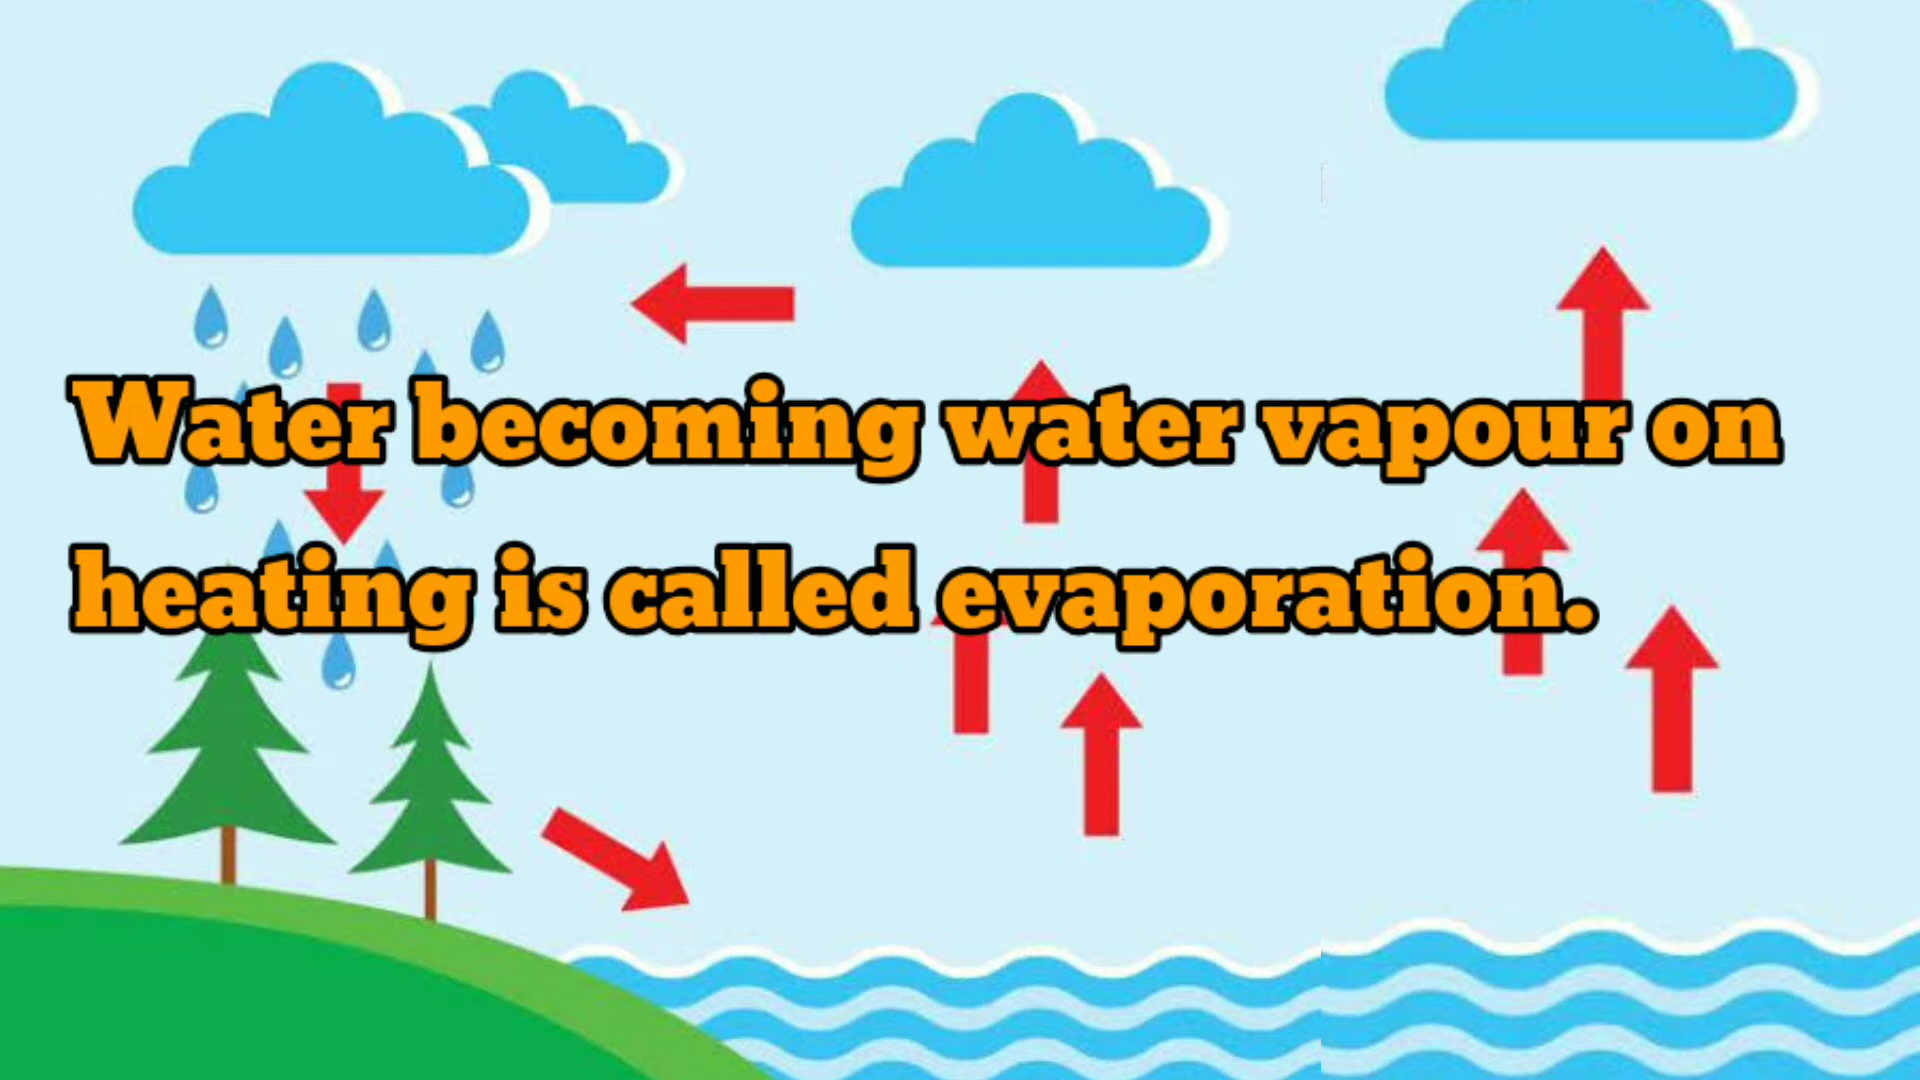 Water becoming water vapour on
heating is called evaporation.